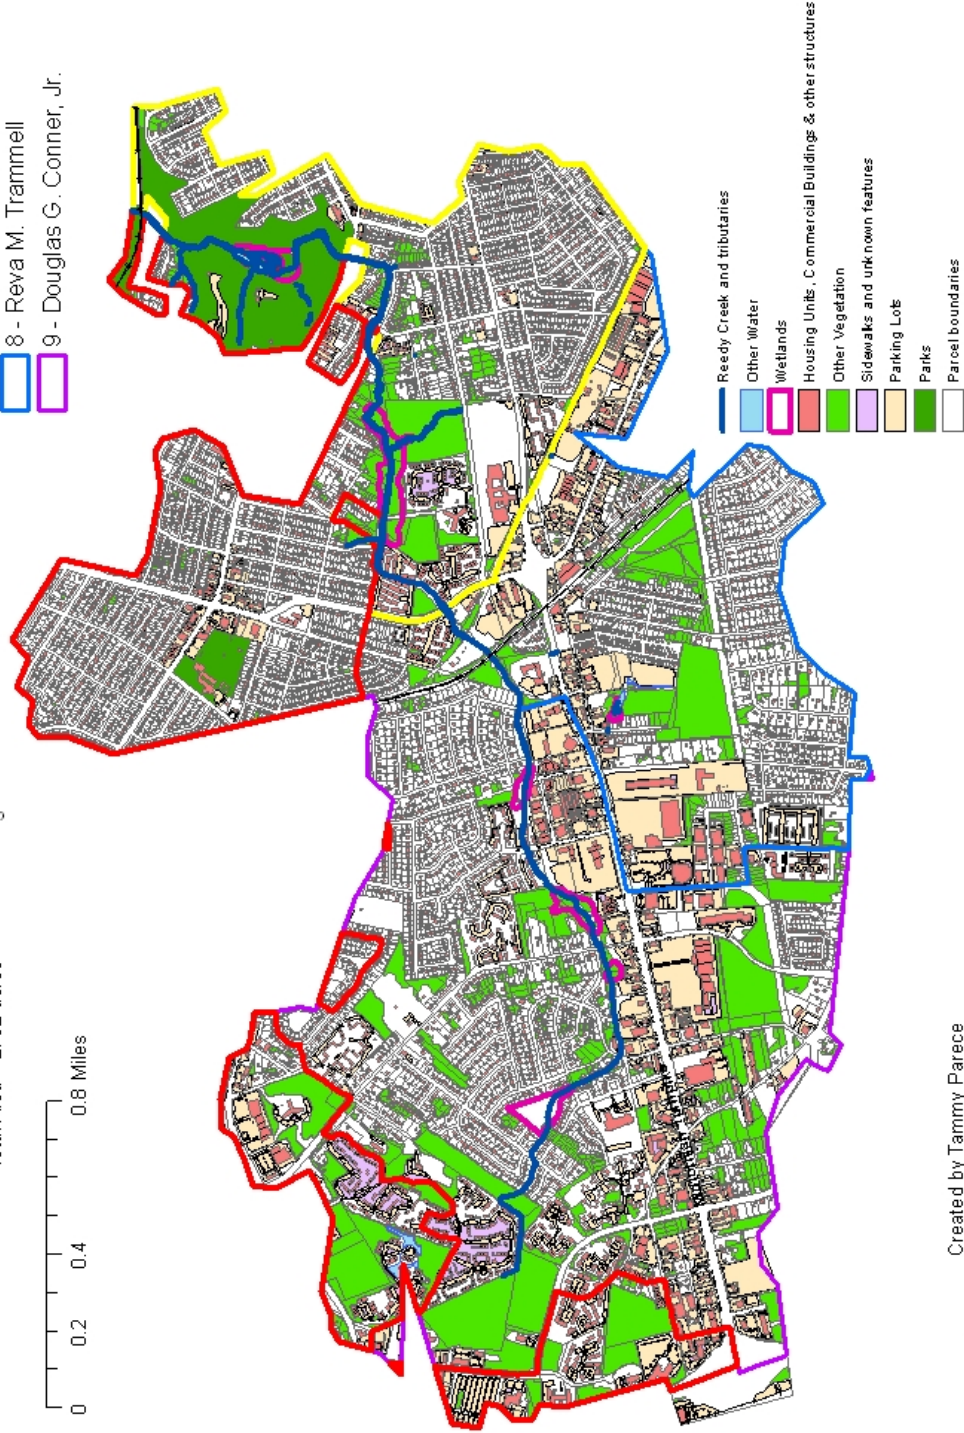 8 - Reva M. Trammell
9 - Douglas G. Conner, Jr.
0
0.2
0.4
0.8 Miles
Reedy Creek and tributaries
Other Water
Wetlands
Housing Units, Commercial Buildings & other structures
Other Vegetation
Sidewalks and unknown features
Parking Lots
Parks
Parcel boundaries
Created by Tammy Parece